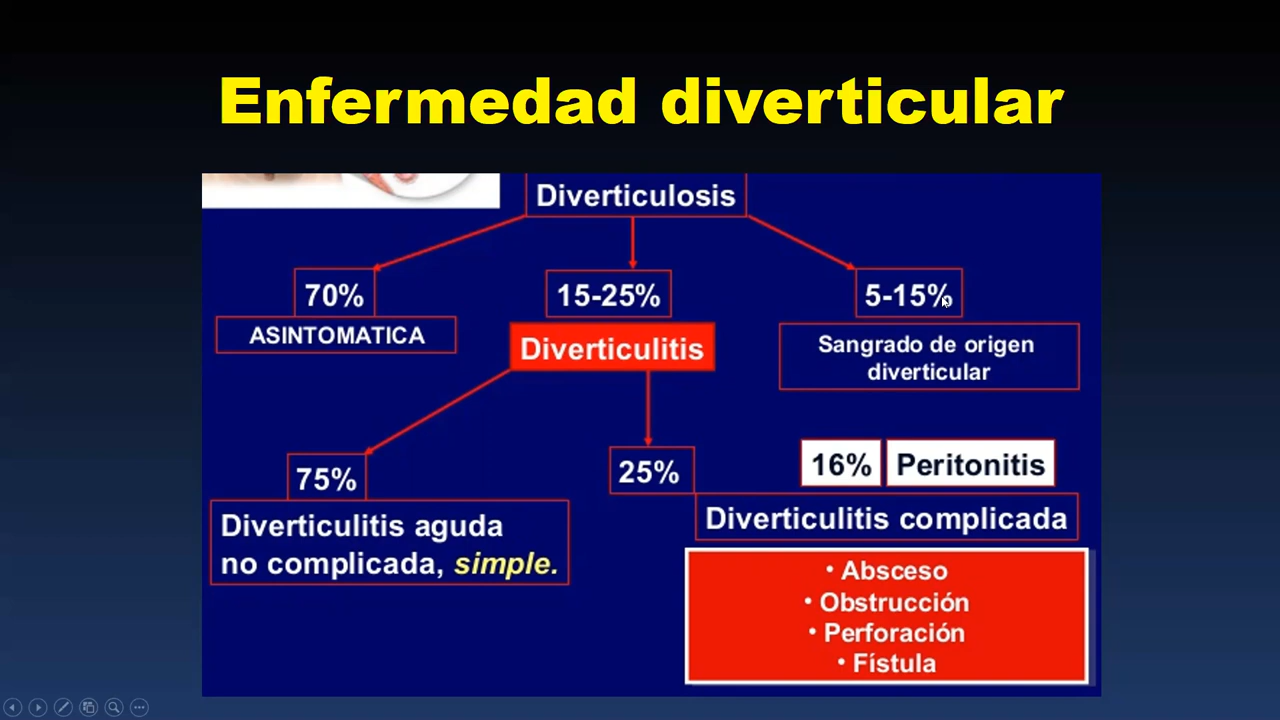 Enfermedad diverticular
Diverticulosis
70%
15-25%
5-15%
ASINTOMATICA
Diverticulitis
Sangrado de origen
diverticular
75%
25%
16% Peritonitis
Diverticulitis aguda
no complicada, simple.
Diverticulitis complicada
• Absceso
• Obstrucción
• Perforación
• Fístula